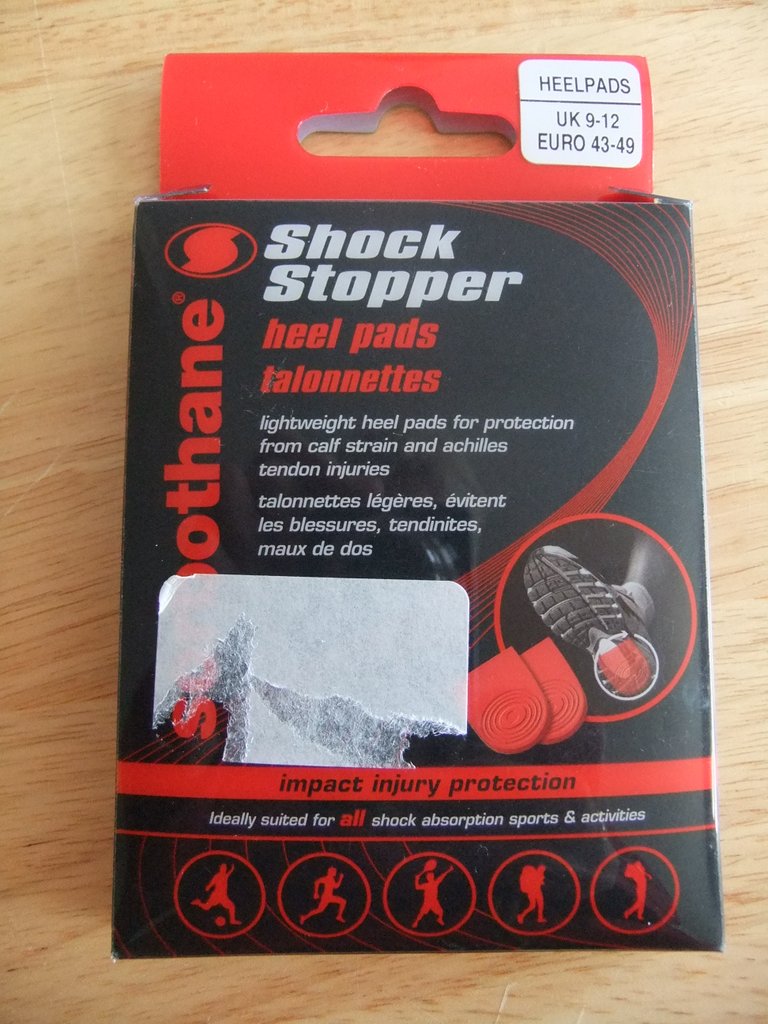 HEELPADS
UK 9-12
EURO 43-49
Shock
Stopper
heel pads
talonnettes
lightweight heel pads for protection
from calf strain and achilles
tendon injuries
talonnettes légères, évitent
les blessures, tendinites,
maux de dos
impact injury protection
Ideally suited for all shock absorption sports & activities